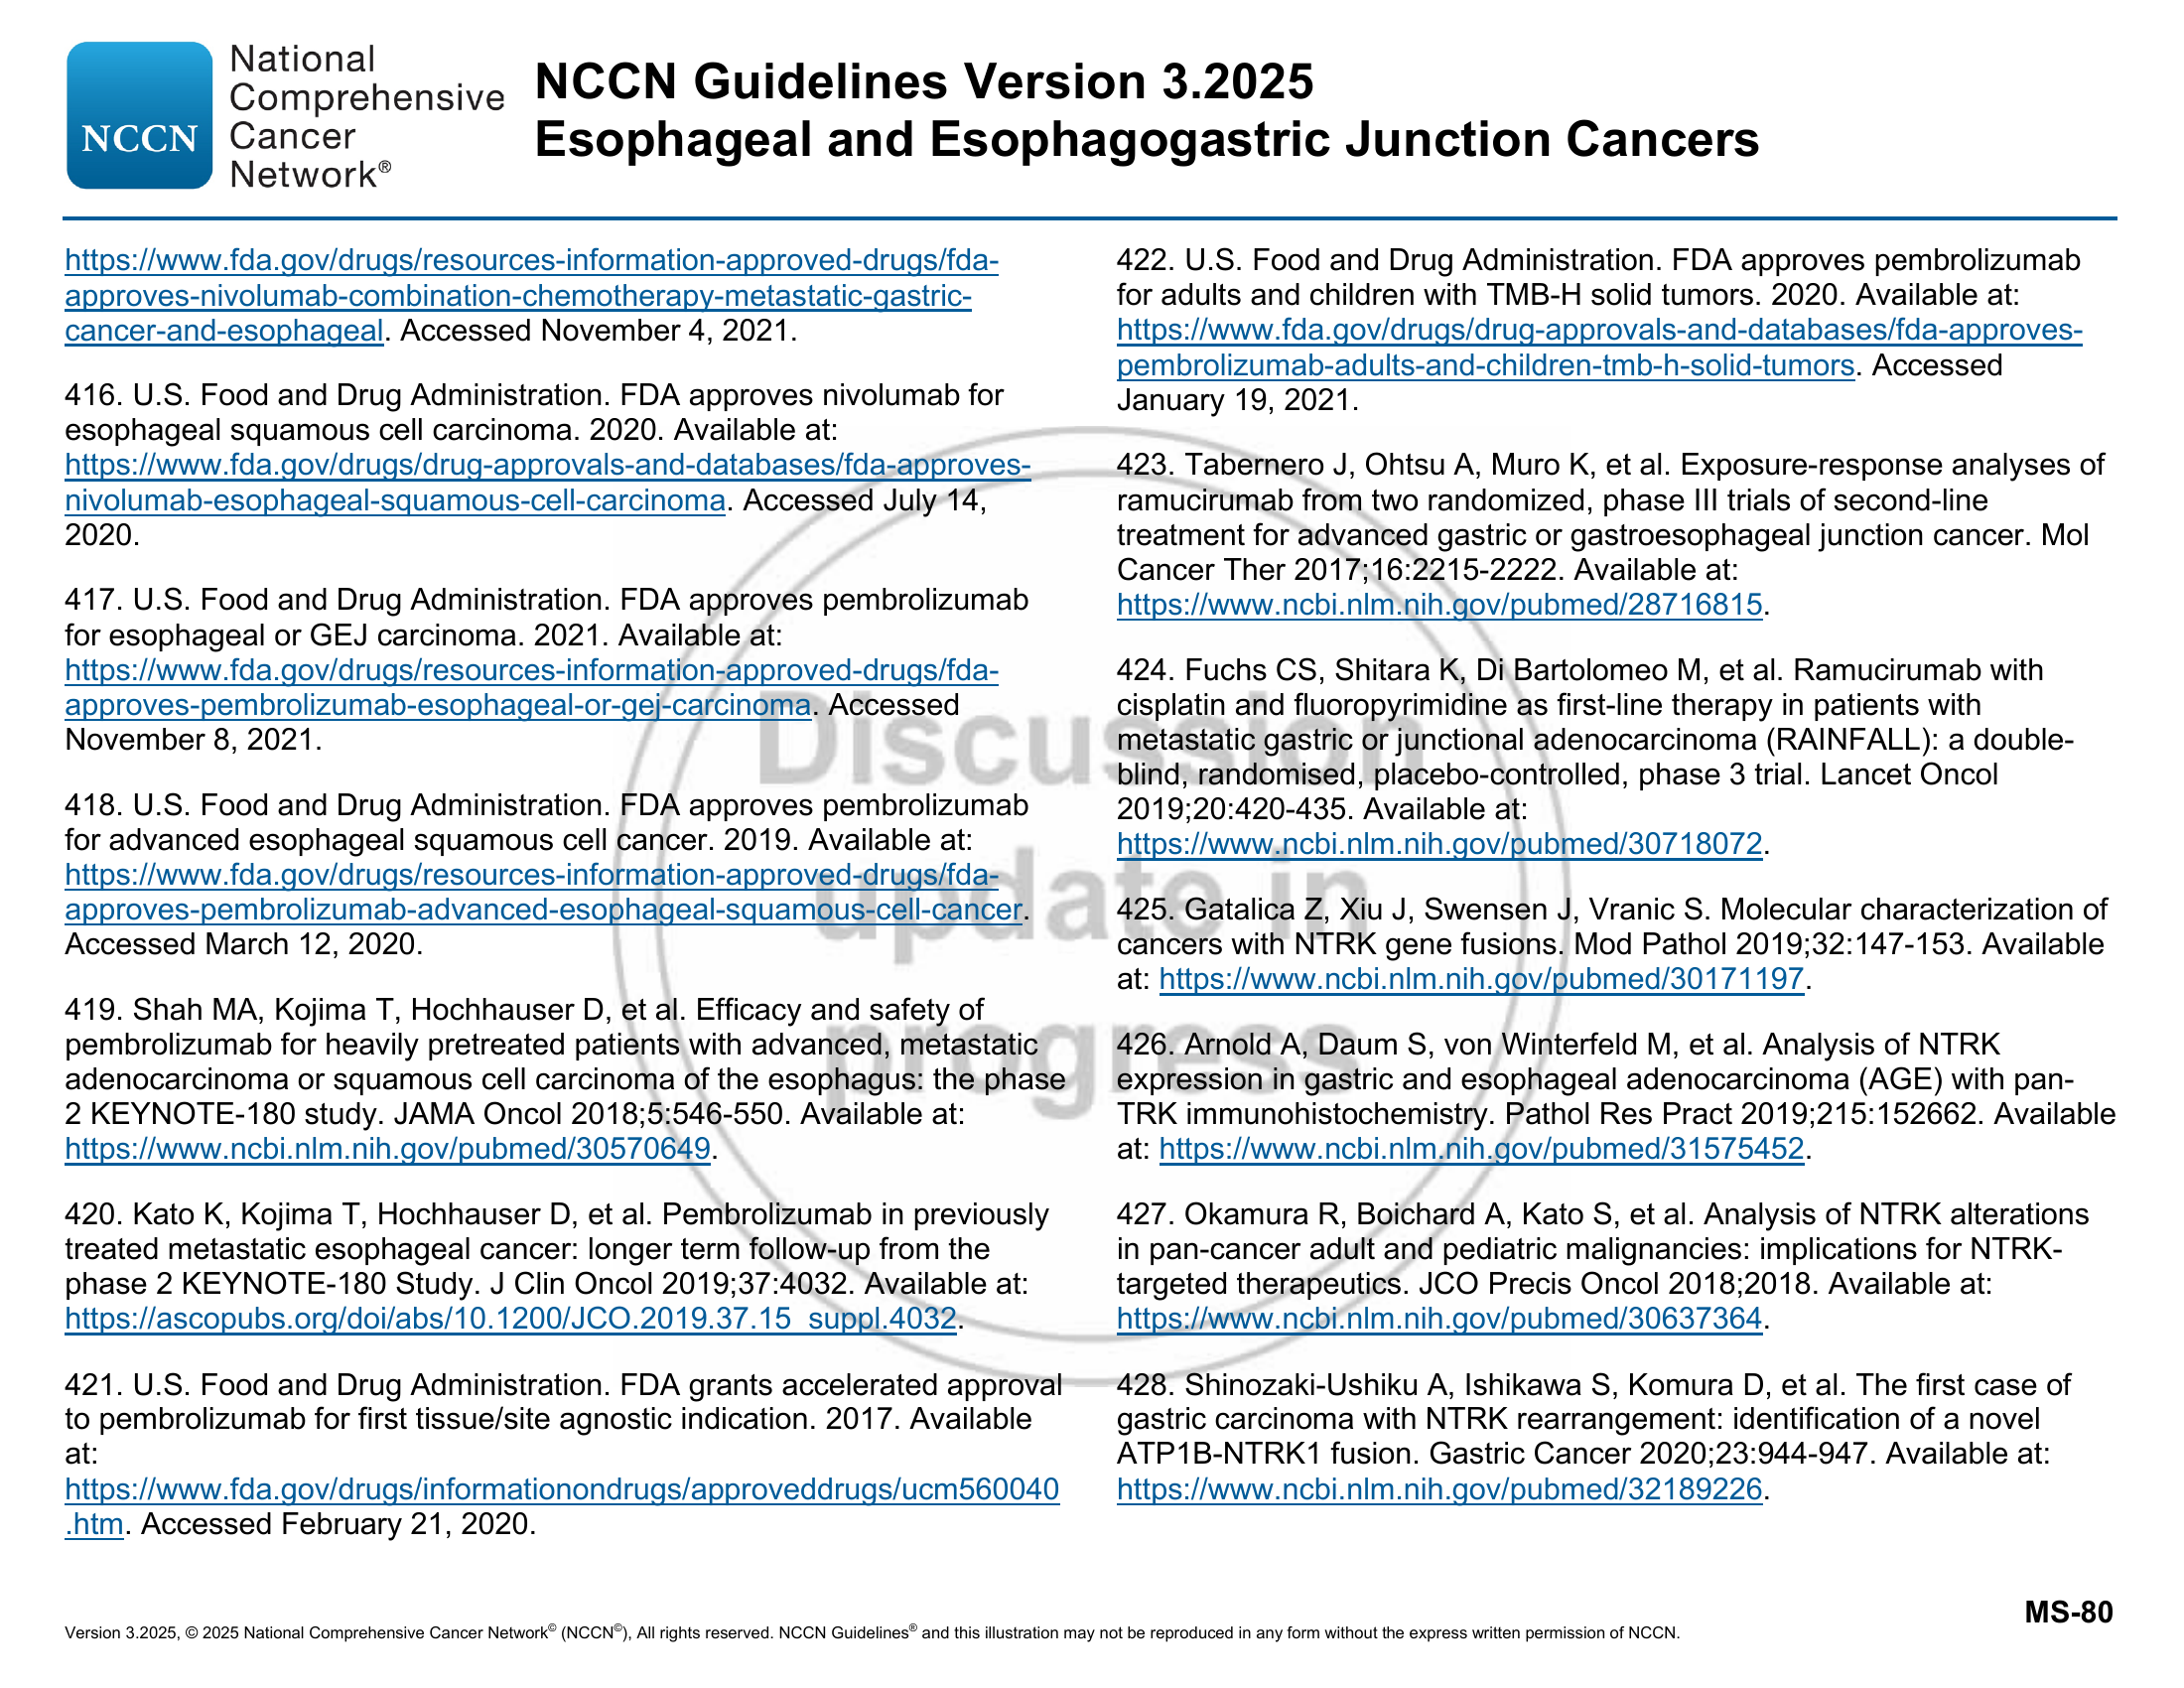 National
Comprehensive
NCCN Cancer
Network®
NCCN Guidelines Version 3.2025
Esophageal and Esophagogastric Junction Cancers
https://www.fda.gov/drugs/resources-information-approved-drugs/fda-
approves-nivolumab-combination-chemotherapy-metastatic-gastric-
cancer-and-esophageal. Accessed November 4, 2021.
416. U.S. Food and Drug Administration. FDA approves nivolumab for
esophageal squamous cell carcinoma. 2020. Available at:
https://www.fda.gov/drugs/drug-approvals-and-databases/fda-approves-
nivolumab-esophageal-squamous-cell-carcinoma. Accessed July 14,
2020.
417. U.S. Food and Drug Administration. FDA approves pembrolizumab
for esophageal or GEJ carcinoma. 2021. Available at:
https://www.fda.gov/drugs/resources-information-approved-drugs/fda-
approves-pembrolizumab-esophageal-or-gej-carcinoma. Accessed
November 8, 2021.
418. U.S. Food and Drug Administration. FDA approves pembrolizumab
for advanced esophageal squamous cell cancer. 2019. Available at:
https://www.fda.gov/drugs/resources-information-approved-drugs/fda-
approves-pembrolizumab-advanced-esophageal-squamous-cell-cancer.
Accessed March 12, 2020.
419. Shah MA, Kojima T, Hochhauser D, et al. Efficacy and safety of
pembrolizumab for heavily pretreated patients with advanced, metastatic
adenocarcinoma or squamous cell carcinoma of the esophagus: the phase
2 KEYNOTE-180 study. JAMA Oncol 2018;5:546-550. Available at:
https://www.ncbi.nlm.nih.gov/pubmed/30570649.
420. Kato K, Kojima T, Hochhauser D, et al. Pembrolizumab in previously
treated metastatic esophageal cancer: longer term follow-up from the
phase 2 KEYNOTE-180 Study. J Clin Oncol 2019;37:4032. Available at:
https://ascopubs.org/doi/abs/10.1200/JCO.2019.37.15_suppl.4032.
421. U.S. Food and Drug Administration. FDA grants accelerated approval
to pembrolizumab for first tissue/site agnostic indication. 2017. Available
at:
https://www.fda.gov/drugs/informationondrugs/approveddrugs/ucm560040
.htm. Accessed February 21, 2020.
422. U.S. Food and Drug Administration. FDA approves pembrolizumab
for adults and children with TMB-H solid tumors. 2020. Available at:
https://www.fda.gov/drugs/drug-approvals-and-databases/fda-approves-
pembrolizumab-adults-and-children-tmb-h-solid-tumors. Accessed
January 19, 2021.
423. Tabernero J, Ohtsu A, Muro K, et al. Exposure-response analyses of
ramucirumab from two randomized, phase III trials of second-line
treatment for advanced gastric or gastroesophageal junction cancer. Mol
Cancer Ther 2017;16:2215-2222. Available at:
https://www.ncbi.nlm.nih.gov/pubmed/28716815.
424. Fuchs CS, Shitara K, Di Bartolomeo M, et al. Ramucirumab with
cisplatin and fluoropyrimidine as first-line therapy in patients with
metastatic gastric or junctional adenocarcinoma (RAINFALL): a double-
blind, randomised, placebo-controlled, phase 3 trial. Lancet Oncol
2019;20:420-435. Available at:
https://www.ncbi.nlm.nih.gov/pubmed/30718072.
425. Gatalica Z, Xiu J, Swensen J, Vranic S. Molecular characterization of
cancers with NTRK gene fusions. Mod Pathol 2019;32:147-153. Available
at: https://www.ncbi.nlm.nih.gov/pubmed/30171197.
426. Arnold A, Daum S, von Winterfeld M, et al. Analysis of NTRK
expression in gastric and esophageal adenocarcinoma (AGE) with pan-
TRK immunohistochemistry. Pathol Res Pract 2019;215:152662. Available
at: https://www.ncbi.nlm.nih.gov/pubmed/31575452.
427. Okamura R, Boichard A, Kato S, et al. Analysis of NTRK alterations
in pan-cancer adult and pediatric malignancies: implications for NTRK-
targeted therapeutics. JCO Precis Oncol 2018;2018. Available at:
https://www.ncbi.nlm.nih.gov/pubmed/30637364.
428. Shinozaki-Ushiku A, Ishikawa S, Komura D, et al. The first case of
gastric carcinoma with NTRK rearrangement: identification of a novel
ATP1B-NTRK1 fusion. Gastric Cancer 2020;23:944-947. Available at:
https://www.ncbi.nlm.nih.gov/pubmed/32189226.
Discussion
update in
progress
MS-80
Version 3.2025, © 2025 National Comprehensive Cancer Network© (NCCN©), All rights reserved. NCCN Guidelines® and this illustration may not be reproduced in any form without the express written permission of NCCN.